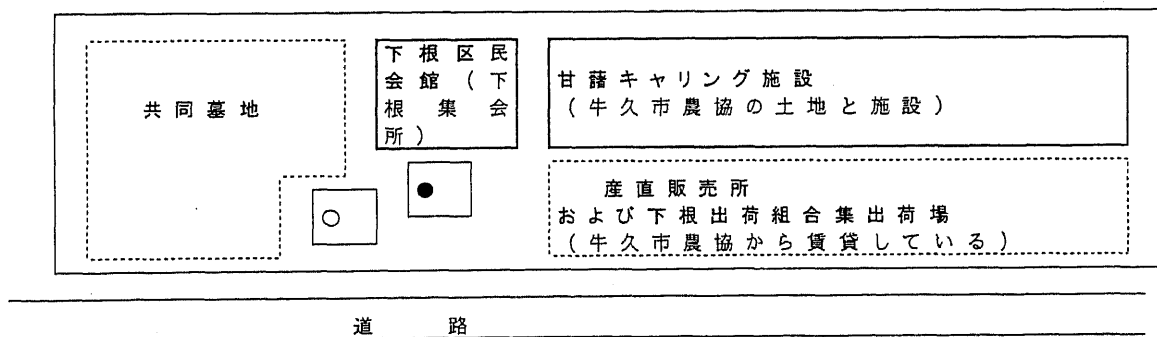 共同墓地
下根区民
会館（下
根集会
所）
甘藷キャリング施設
（牛久市農協の土地と施設）
産直販売所
および下根出荷組合集出荷場
（牛久市農協から賃貸している）
道路